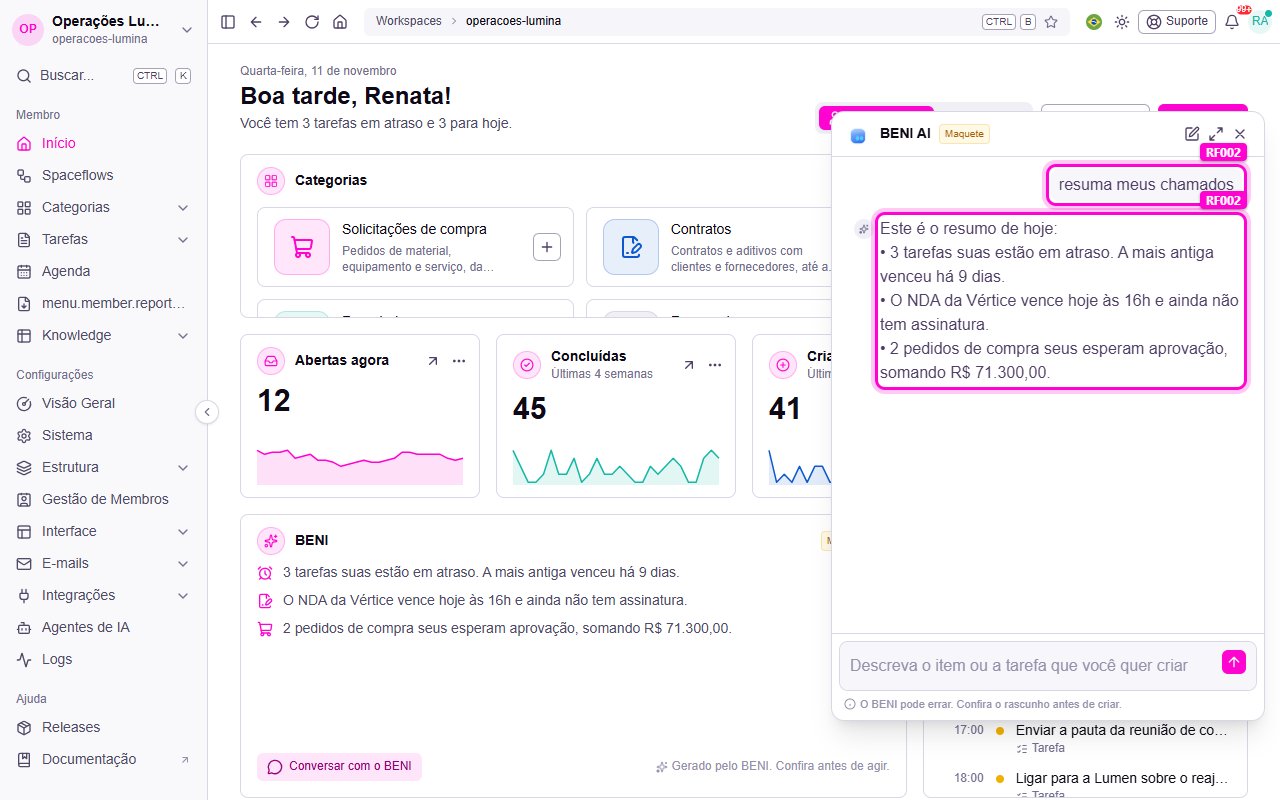 OP
Operações Lu...
operacoes-lumina
Buscar...
CTRL
K
Membro
Início
Spaceflows
Categorias
Tarefas
Agenda
menu.member.report...
Knowledge
Configurações
Visão Geral
Sistema
Estrutura
Gestão de Membros
Interface
E-mails
Integrações
Agentes de IA
Logs
Ajuda
Releases
Documentação
Workspaces
operacoes-lumina
CTRL
B
Suporte
99+
RA
Quarta-feira, 11 de novembro
Boa tarde, Renata!
Você tem 3 tarefas em atraso e 3 para hoje.
Categorias
Solicitações de compra
Pedidos de material,
equipamento e serviço, da...
Contratos
Contratos e aditivos com
clientes e fornecedores, até a
Abertas agora
12
Concluídas
Últimas 4 semanas
45
Cria
Últim
41
BENI
M
3 tarefas suas estão em atraso. A mais antiga venceu há 9 dias.
O NDA da Vértice vence hoje às 16h e ainda não tem assinatura.
2 pedidos de compra seus esperam aprovação, somando R$ 71.300,00.
Conversar com o BENI
Gerado pelo BENI. Confira antes de agir.
BENI AI
Maquete
RF002
resuma meus chamados
RF002
Este é o resumo de hoje:
• 3 tarefas suas estão em atraso. A mais antiga
venceu há 9 dias.
• O NDA da Vértice vence hoje às 16h e ainda não
tem assinatura.
• 2 pedidos de compra seus esperam aprovação,
somando R$ 71.300,00.
Descreva o item ou a tarefa que você quer criar
O BENI pode errar. Confira o rascunho antes de criar.
17:00
Enviar a pauta da reunião de co...
Tarefa
18:00
Ligar para a Lumen sobre o reaj...
Tarefa